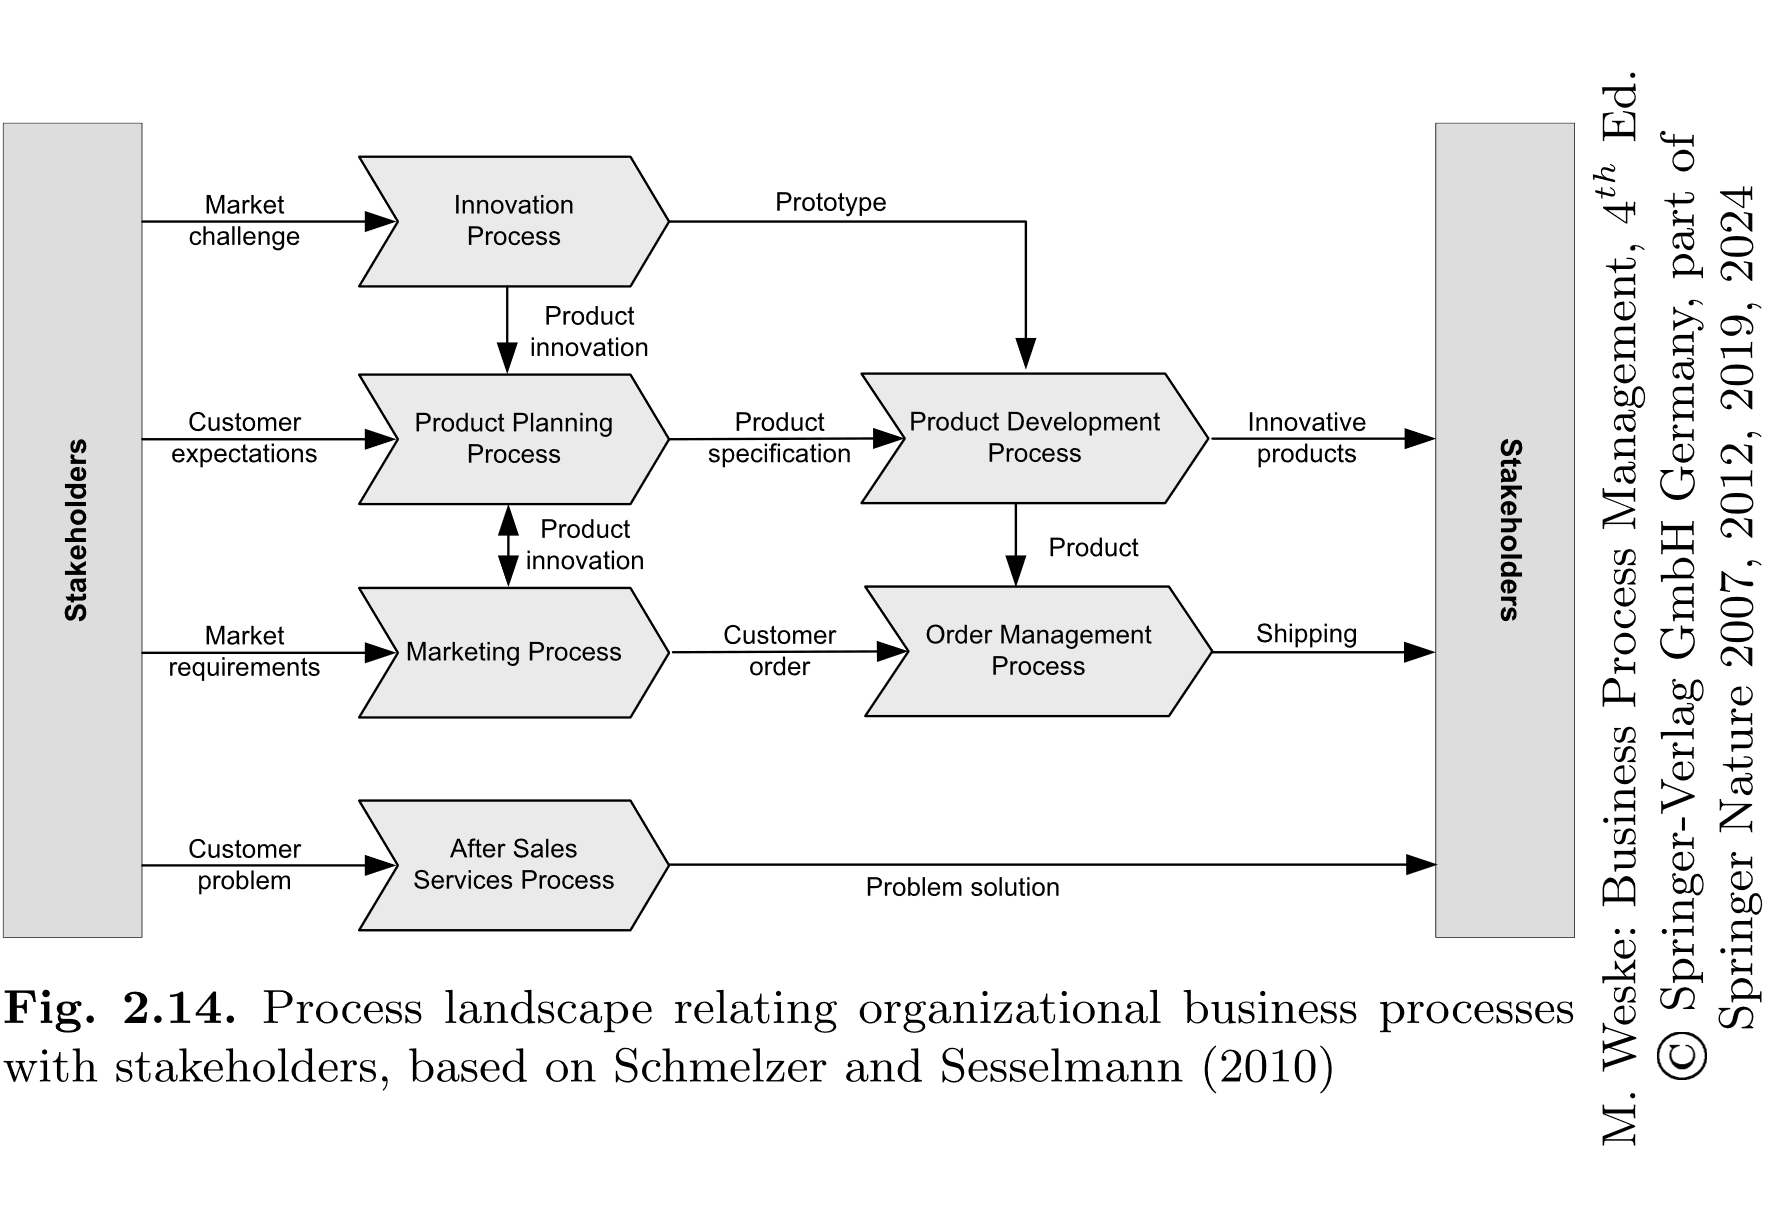 Stakeholders
Market
challenge
Innovation
Process
Prototype
Product
innovation
Customer
expectations
Product Planning
Process
Product
specification
Product Development
Process
Innovative
products
Product
innovation
Product
Market
requirements
Marketing Process
Customer
order
Order Management
Process
Shipping
Customer
problem
After Sales
Services Process
Problem solution
Stakeholders
Fig. 2.14. Process landscape relating organizational business processes
with stakeholders, based on Schmelzer and Sesselmann (2010)
M. Weske: Business Process Management, 4th Ed.
© Springer-Verlag GmbH Germany, part of
Springer Nature 2007, 2012, 2019, 2024